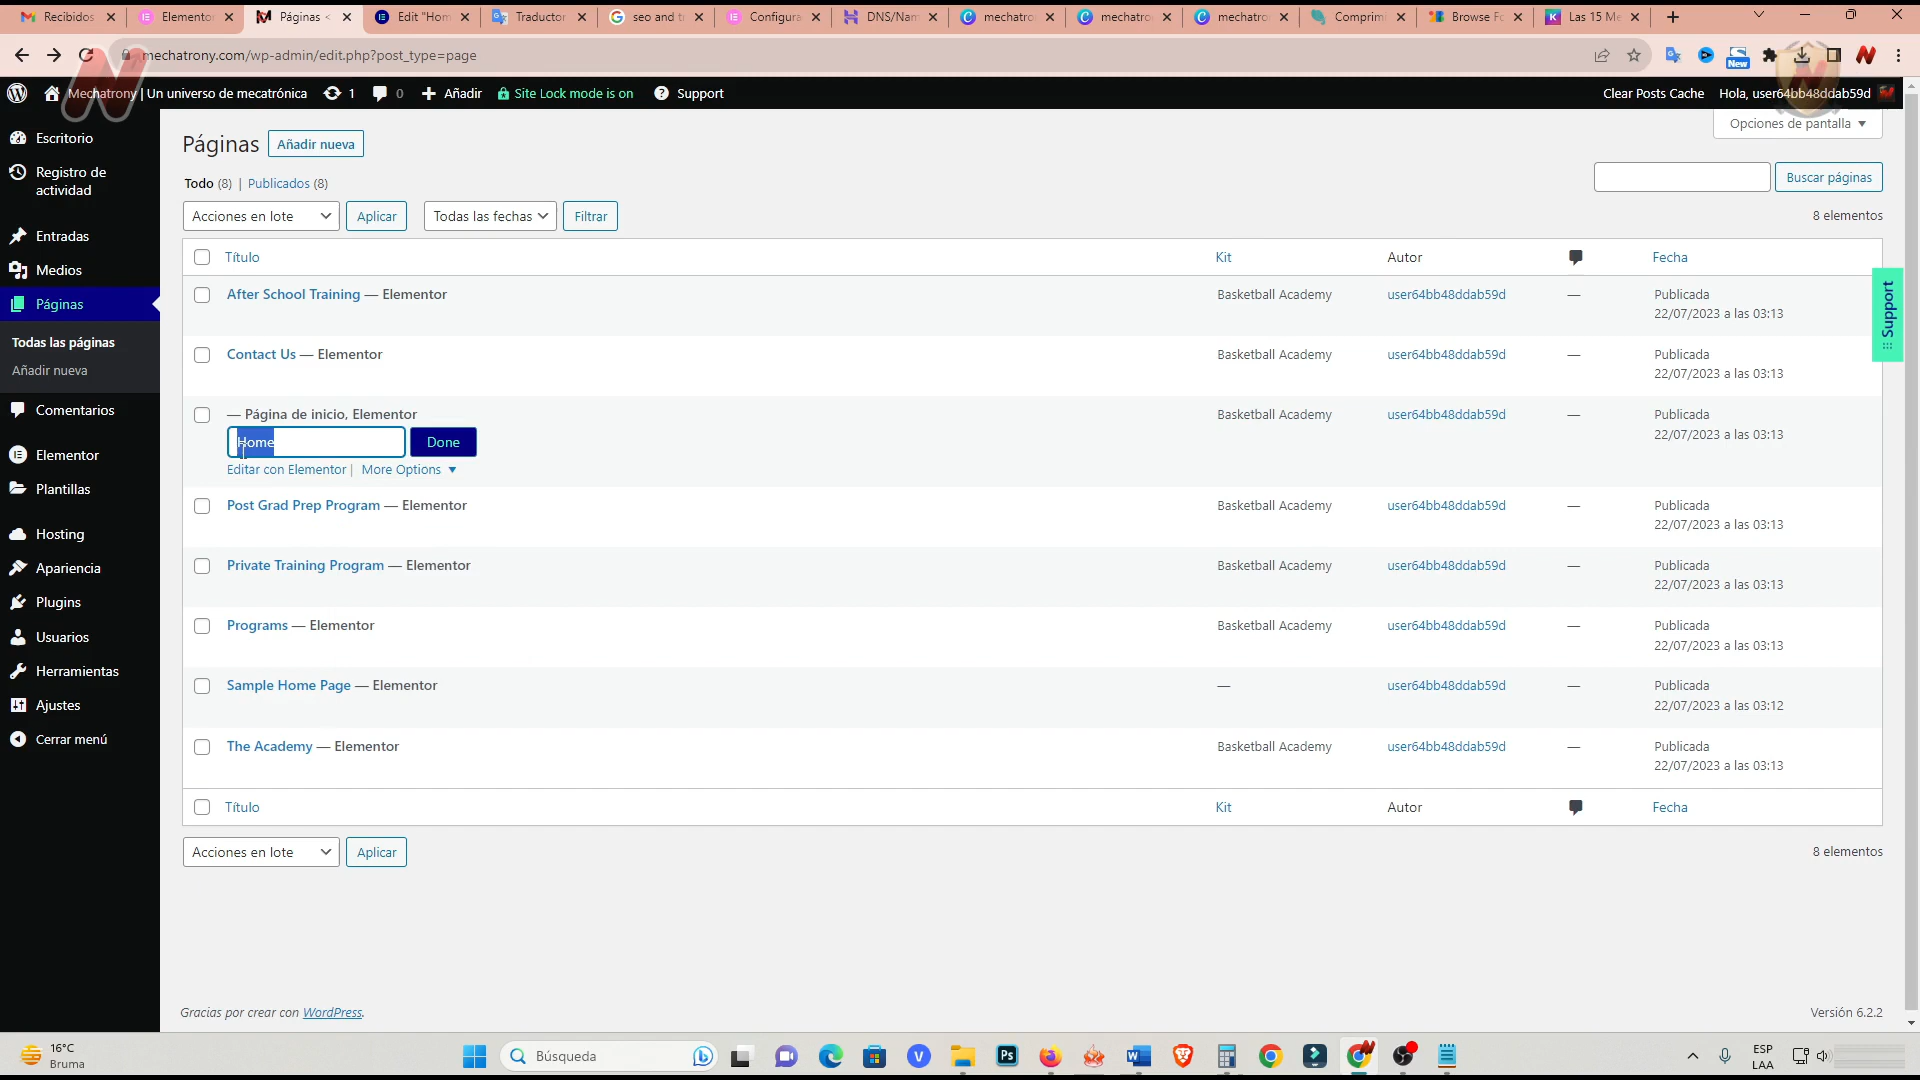 Recibidos
Elemento
Páginas <
Edit "Hom
Traductor
seo and t
Configura
DNS/Nam
mechatro
mechatro
mechatro
Comprim
Browse Fo
Las 15 Me
mechatrony.com/wp-admin/edit.php?post_type=page
New
Mechatrony | Un universo de mecatrónica
1
0
Añadir
Site Lock mode is on
Support
Clear Posts Cache
Hola, user64bb48ddab59d
Escritorio
Registro de
actividad
Entradas
Medios
Páginas
Todas las páginas
Añadir nueva
Comentarios
Elementor
Plantillas
Hosting
Apariencia
Plugins
Usuarios
Herramientas
Ajustes
Cerrar menú
Páginas
Añadir nueva
Opciones de pantalla
Todo (8) | Publicados (8)
Buscar páginas
Acciones en lote
Aplicar
Todas las fechas
Filtrar
8 elementos
Título
Kit
Autor
Fecha
After School Training — Elementor
Basketball Academy
user64bb48ddab59d
—
Publicada
22/07/2023 a las 03:13
Contact Us — Elementor
Basketball Academy
user64bb48ddab59d
—
Publicada
22/07/2023 a las 03:13
— Página de inicio, Elementor
Home
Done
Editar con Elementor | More Options
Basketball Academy
user64bb48ddab59d
—
Publicada
22/07/2023 a las 03:13
Post Grad Prep Program — Elementor
Basketball Academy
user64bb48ddab59d
—
Publicada
22/07/2023 a las 03:13
Private Training Program — Elementor
Basketball Academy
user64bb48ddab59d
—
Publicada
22/07/2023 a las 03:13
Programs — Elementor
Basketball Academy
user64bb48ddab59d
—
Publicada
22/07/2023 a las 03:13
Sample Home Page — Elementor
—
user64bb48ddab59d
—
Publicada
22/07/2023 a las 03:12
The Academy — Elementor
Basketball Academy
user64bb48ddab59d
—
Publicada
22/07/2023 a las 03:13
Título
Kit
Autor
Fecha
Acciones en lote
Aplicar
8 elementos
Support
Gracias por crear con WordPress.
Versión 6.2.2
16°C
Bruma
Búsqueda
ESP
LAA